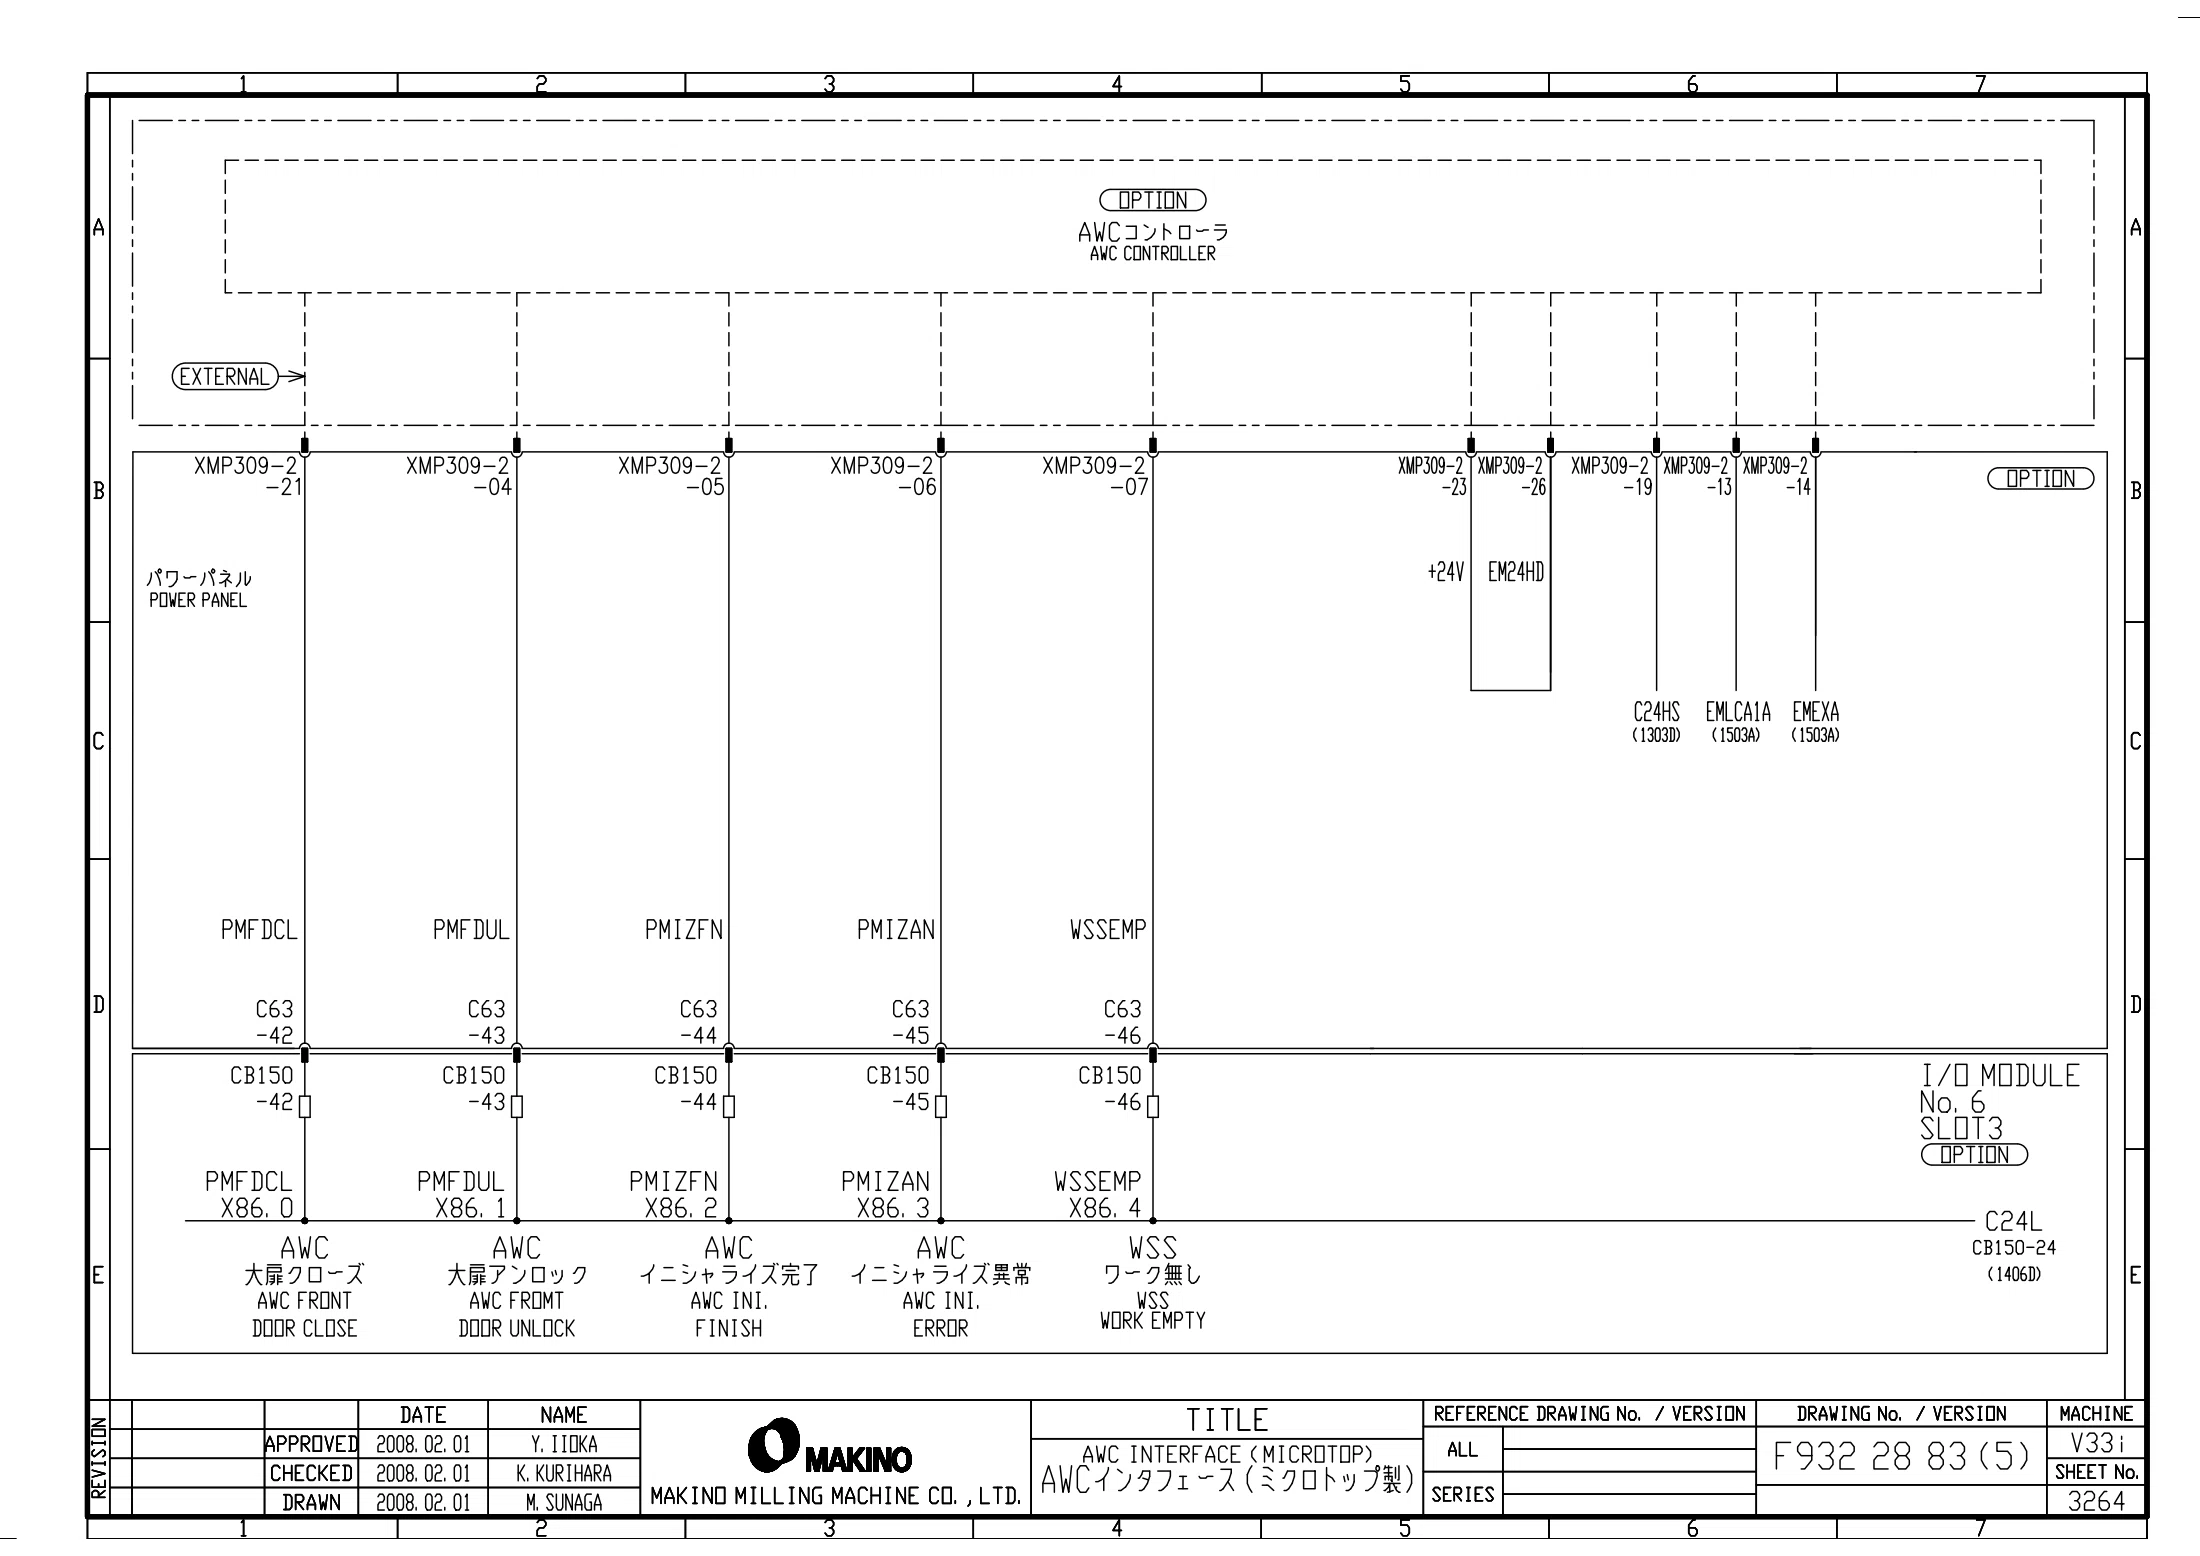 1 2 3 4 5 6 7
A
A
OPTION
AWCコントローラ
AWC CONTROLLER
EXTERNAL
B
B
XMP309-2
-21
XMP309-2
-04
XMP309-2
-05
XMP309-2
-06
XMP309-2
-07
XMP309-2
-23
XMP309-2
-26
XMP309-2
-19
XMP309-2
-13
XMP309-2
-14
OPTION
パワーパネル
POWER PANEL
+24V
EM24HD
C
C
C24HS
(1303D)
EMLCA1A
(1503A)
EMEXA
(1503A)
PMFDCL
PMFDUL
PMIZFN
PMIZAN
WSSEMP
D
D
C63
-42
C63
-43
C63
-44
C63
-45
C63
-46
CB150
-42
CB150
-43
CB150
-44
CB150
-45
CB150
-46
I/O MODULE
No. 6
SLOT3
OPTION
PMFDCL
X86. 0
PMFDUL
X86. 1
PMIZFN
X86. 2
PMIZAN
X86. 3
WSSEMP
X86. 4
C24L
CB150-24
(1406D)
E
E
AWC
大扉クローズ
AWC FRONT
DOOR CLOSE
AWC
大扉アンロック
AWC FROMT
DOOR UNLOCK
AWC
イニシャライズ完了
AWC INI.
FINISH
AWC
イニシャライズ異常
AWC INI.
ERROR
WSS
ワーク無し
WSS
WORK EMPTY
REVISION
DATE NAME
APPROVED 2008. 02. 01 Y. IIOKA
CHECKED 2008. 02. 01 K. KURIHARA
DRAWN 2008. 02. 01 M. SUNAGA
MAKINO
MAKINO MILLING MACHINE CO. , LTD.
TITLE
AWC INTERFACE (MICROTOP)
AWCインタフェース (ミクロトップ製)
REFERENCE DRAWING No. / VERSION
ALL
SERIES
DRAWING No. / VERSION
F932 28 83 (5)
MACHINE
V33i
SHEET No.
3264
1 2 3 4 5 6 7